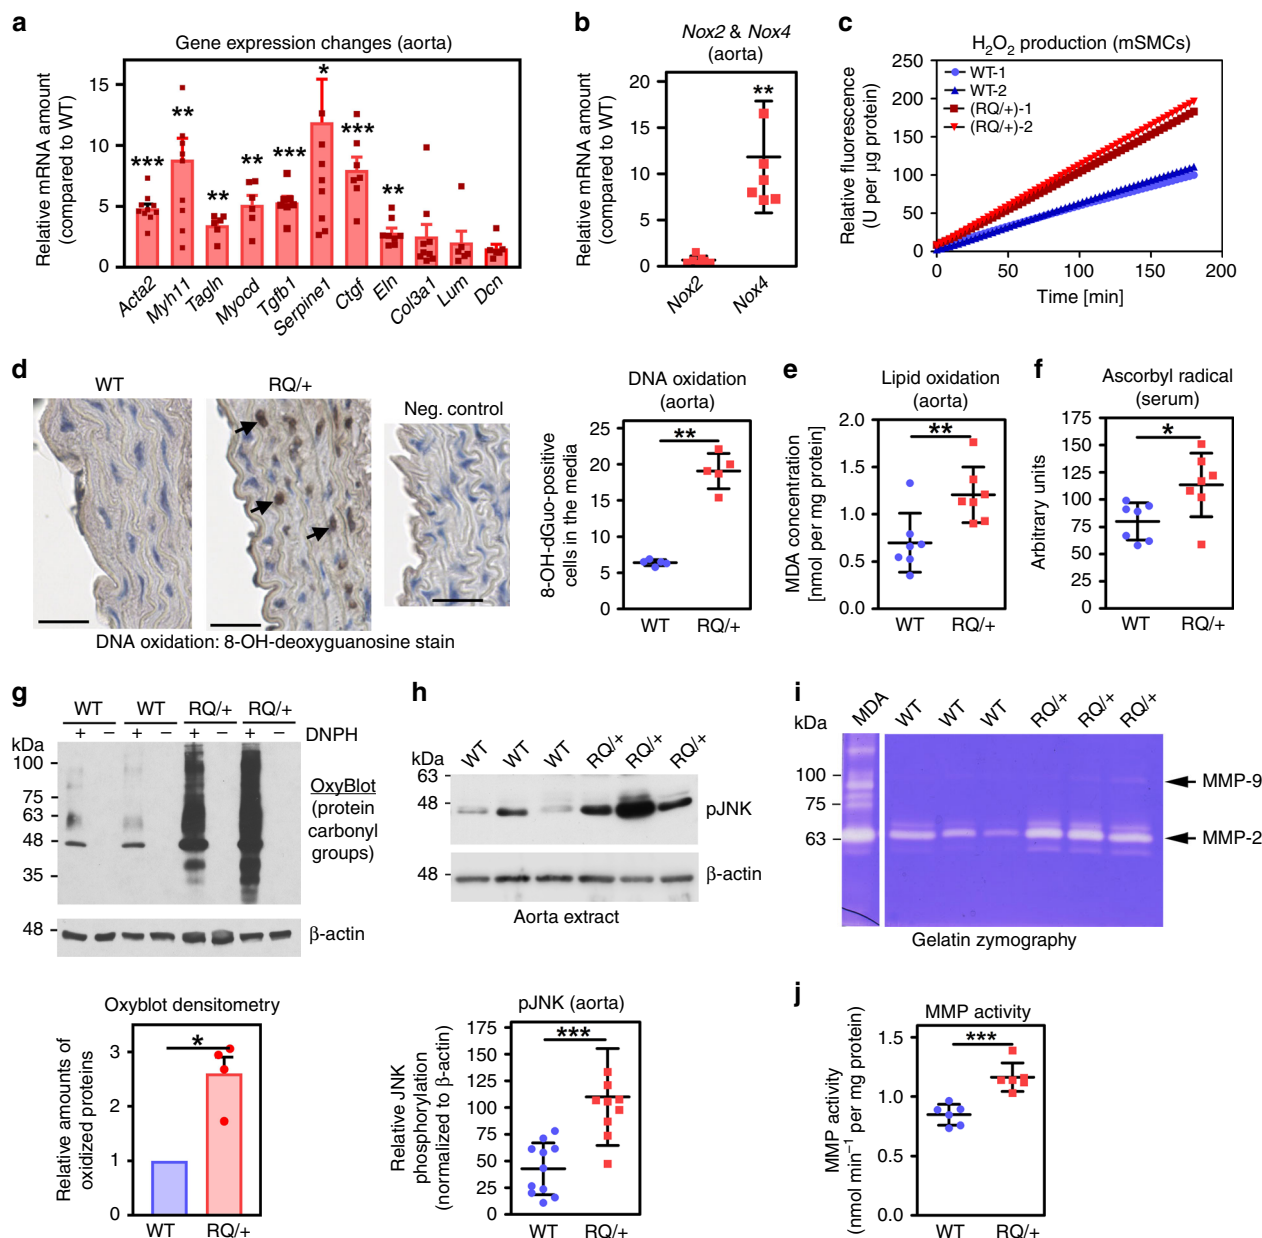 a
Gene expression changes (aorta)
Relative mRNA amount
(compared to WT)
15
10
5
0
***
**
**
**
***
*
***
**
Acta2
Myh11
Tagln
Myocd
Tgfb1
Serpine1
Ctgf
Eln
Col3a1
Lum
Dcn
b
Nox2 & Nox4
(aorta)
Relative mRNA amount
(compared to WT)
20
15
10
5
0
**
Nox2
Nox4
c
H2O2 production (mSMCs)
Relative fluorescence
(U per μg protein)
250
200
150
100
50
0
WT-1
WT-2
(RQ/+)-1
(RQ/+)-2
0 50 100 150 200
Time [min]
d
WT
RQ/+
Neg. control
DNA oxidation: 8-OH-deoxyguanosine stain
DNA oxidation
(aorta)
8-OH-dGuo-positive
cells in the media
25
20
15
10
5
0
**
WT RQ/+
e
Lipid oxidation
(aorta)
MDA concentration
[nmol per mg protein]
2.0
1.5
1.0
0.5
0.0
**
WT RQ/+
f
Ascorbyl radical
(serum)
Arbitrary units
175
150
125
100
75
50
25
0
*
WT RQ/+
g
WT WT RQ/+ RQ/+
+ − + − + − + − DNPH
kDa
100
75
63
48
35
OxyBlot
(protein
carbonyl
groups)
48
β-actin
Oxyblot densitometry
Relative amounts of
oxidized proteins
3
2
1
0
*
WT RQ/+
h
WT WT WT RQ/+ RQ/+ RQ/+
kDa
63
48
pJNK
48
β-actin
Aorta extract
pJNK (aorta)
Relative JNK
phosphorylation
(normalized to β-actin)
175
150
125
100
75
50
25
0
***
WT RQ/+
i
kDa
MDA WT WT WT RQ/+ RQ/+ RQ/+
100
75
63
MMP-9
MMP-2
Gelatin zymography
j
MMP activity
MMP activity
(nmol min−1 per mg protein)
1.5
1.0
0.5
0.0
***
WT RQ/+